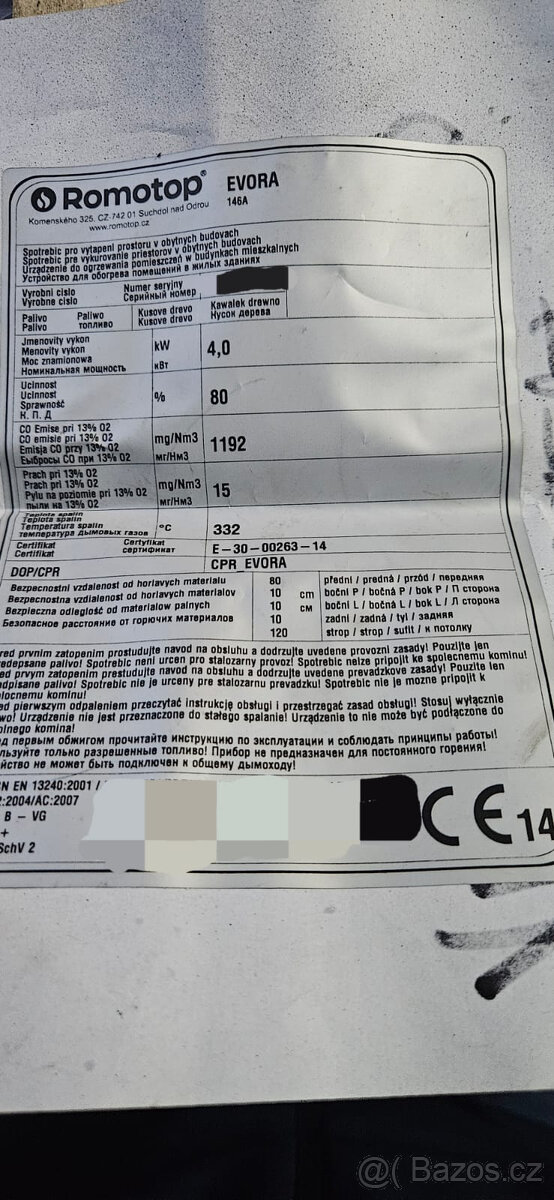 Romotop® EVORA
146A
Komenského 325, CZ-742 01 Suchdol nad Odrou
www.romotop.cz
Spotrebic pro vytapeni prostoru v obytnych budovach
Spotrebic pre vykurovanie priestorov v obytnych budovach
Urządzenie do ogrzewania pomieszczeń w budynkach mieszkalnych
Устройство для обогрева помещений в жилых зданиях
Vyrobni cislo Numer seryjny
Vyrobne cislo Серийный номер
Palivo Paliwo Kusove drevo Kawalek drewno
Palivo топливо Kusove drevo Нусок дерева
Jmenovity vykon
Menovity vykon
Moc znamionowa
Номинальная мощность
kW
кВт
4,0
Ucinnost
Ucinnost
Sprawność
К. П. Д
%
80
CO Emise pri 13% O2
CO emisie pri 13% O2
Emisja CO przy 13% O2
Выбросы CO при 13% O2
mg/Nm3
мг/Нм3
1192
Prach pri 13% O2
Prach pri 13% O2
Pylu na poziomie pri 13% O2
пыли на 13% O2
mg/Nm3
мг/Нм3
15
Teplota spalin
Teplota spalin
Temperatura spalin
температура дымовых газов
°C
332
Certifikat Certyfikat
Certifikat сертификат
E-30-00263-14
DOP/CPR CPR_EVORA
Bezpecnostni vzdalenost od horlavych materialu
Bezpecnostna vzdialenost od horlavych materialov
Bezpieczna odległość od materialow palnych
Безопасное расстояние от горючих материалов
80 přední / predná / przód / передняя
10 cm boční P / bočná P / bok P / П сторона
10 см boční L / bočná L / bok L / Л сторона
10 zadní / zadná / tyl / задняя
120 strop / strop / sufit / к потолку
red prvnim zatopenim prostudujte navod na obsluhu a dodrzujte uvedene provozni zasady! Pouzijte jen
edepsane palivo! Spotrebic neni urcen pro stalozarny provoz! Spotrebic nelze pripojit ke spolecnemu kominu!
ed prvym zatopenim prestudujte navod na obsluhu a dodrzujte uvedene prevadzkove zasady! Pouzite len
adpisane palivo! Spotrebic nie je urceny pre stalozarnu prevadzku! Spotrebic nie je mozne pripojit k
olocnemu kominu!
ed pierwszym odpaleniem przeczytać instrukcję obsługi i przestrzegać zasad obsługi! Stosuj wyłącznie
wo! Urządzenie nie jest przeznaczone do stałego spalanie! Urządzenie to nie może być podłączone do
olnego komina!
д первым обжигом прочитайте инструкцию по эксплуатации и соблюдать принципы работы!
льзуйте только разрешенные топливо! Прибор не предназначен для постоянного горения!
йство не может быть подключен к общему дымоходу!
N EN 13240:2001 /
2:2004/AC:2007
B – VG
+
SchV 2
CE 14
@( Bazos.cz